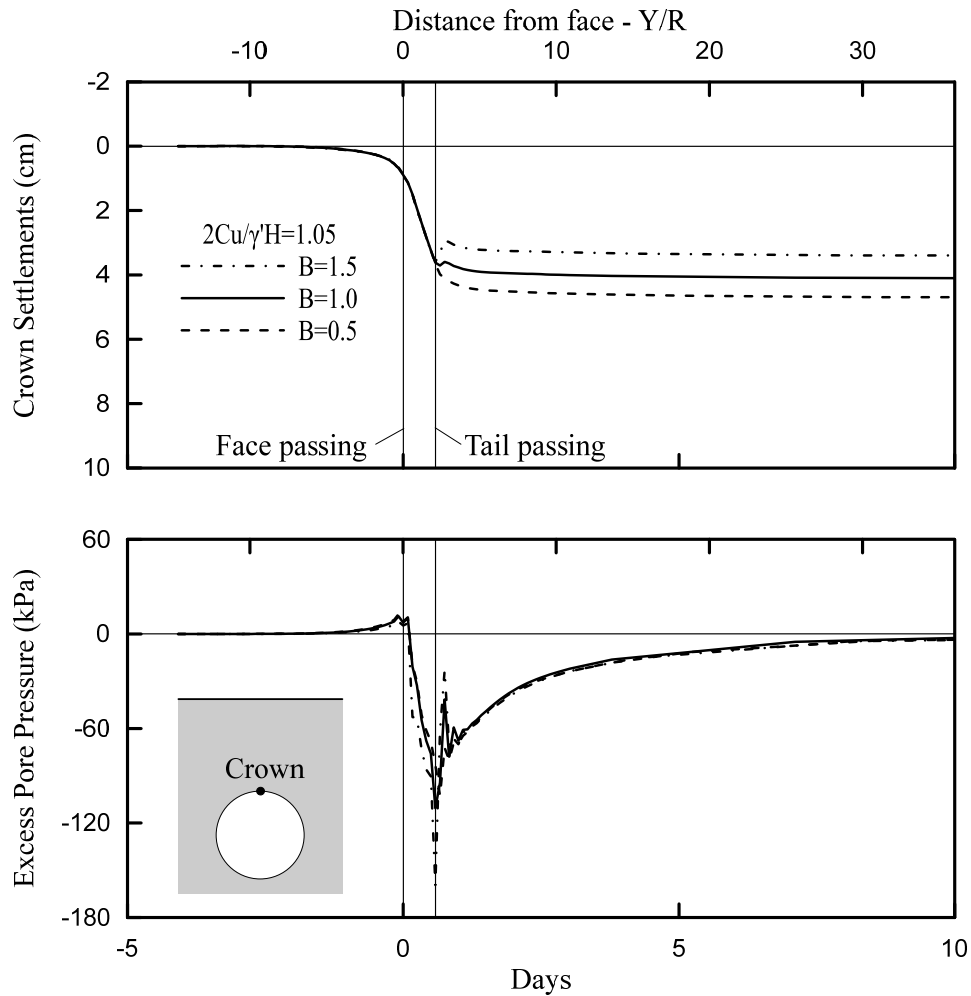 Distance from face - Y/R
-10 0 10 20 30
Crown Settlements (cm)
-2
0
2
4
6
8
10
2Cu/γ'H=1.05
B=1.5
B=1.0
B=0.5
Face passing
Tail passing
Excess Pore Pressure (kPa)
60
0
-60
-120
-180
Crown
-5 0 5 10
Days